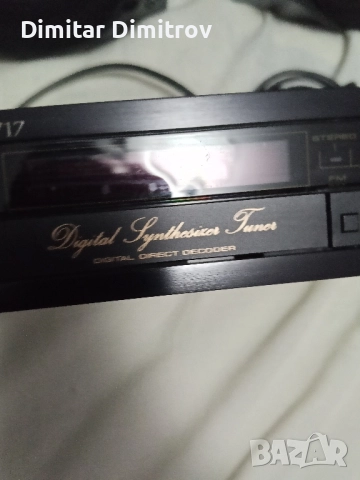 Dimitar Dimitrov
717
STEREO
FM
Digital Synthesizer Tuner
DIGITAL DIRECT DECODER
BAZAR